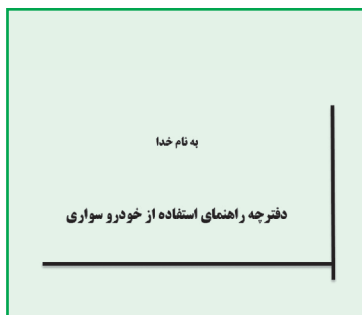 به نام خدا
دفترچه راهنمای استفاده از خودرو سواری